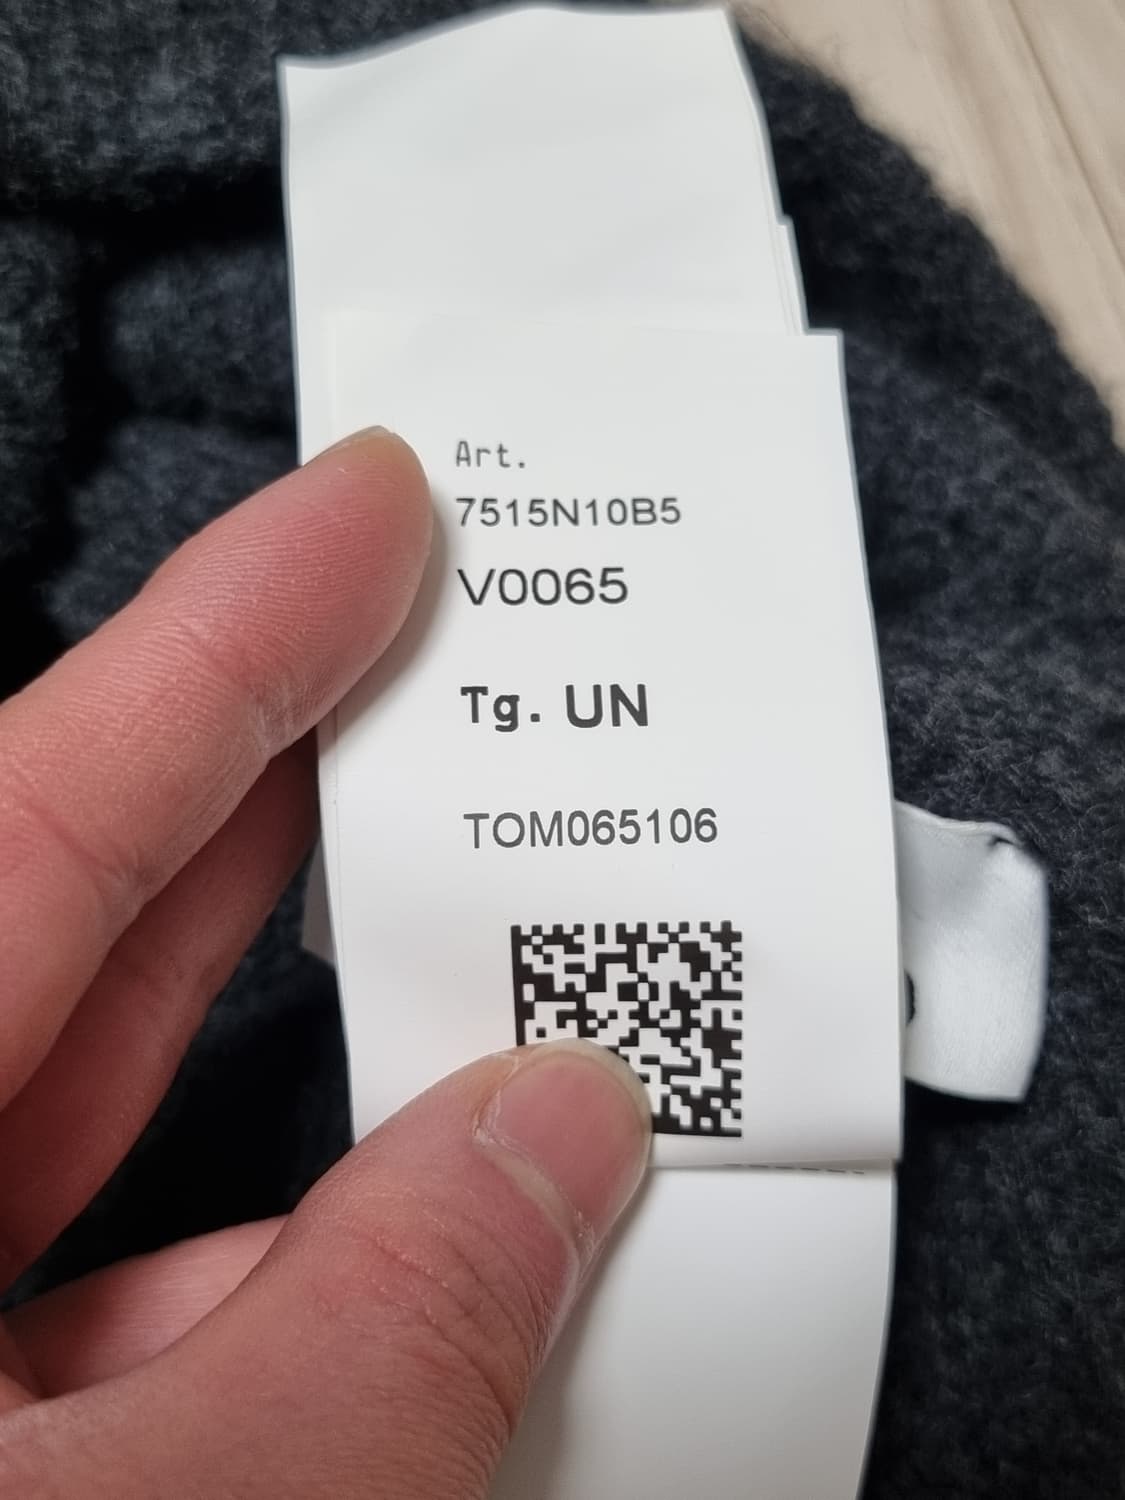 Art.
7515N10B5
V0065
Tg. UN
TOM065106